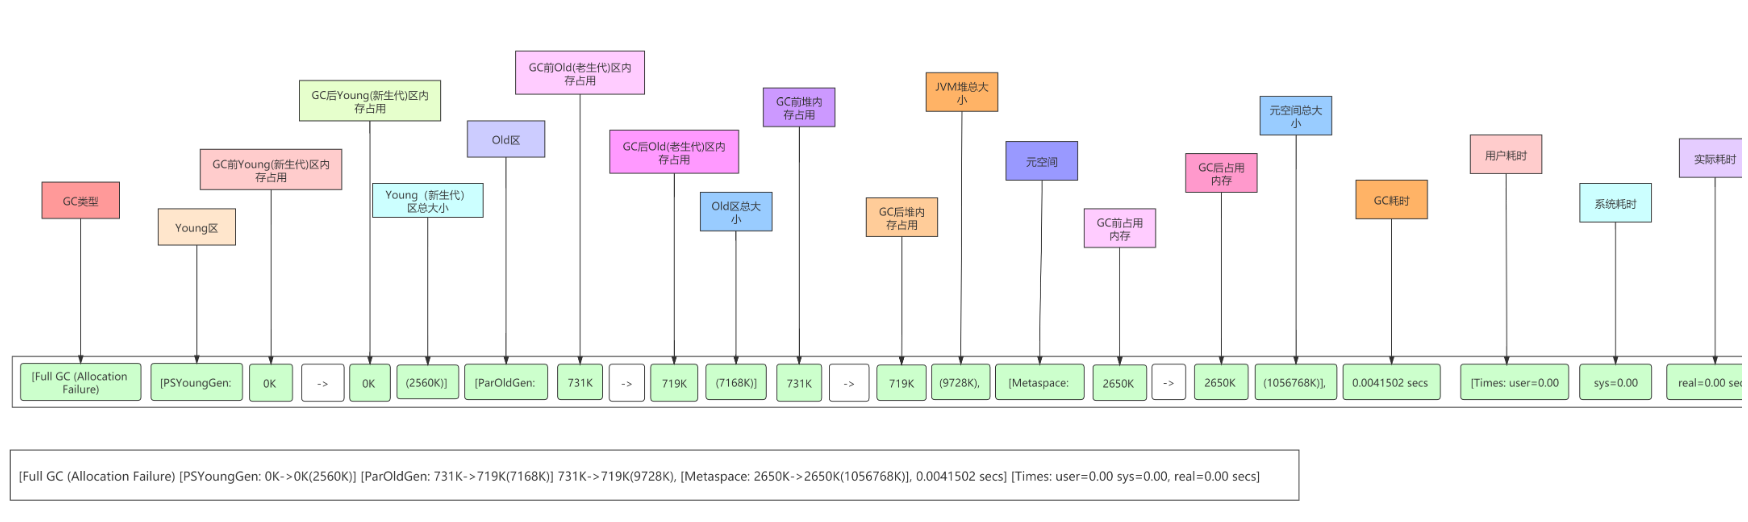 GC前Old(老生代)区内
存占用
JVM堆总大
小
GC后Young(新生代)区内
存占用
GC前堆内
存占用
元空间总大
小
Old区
GC后Old(老生代)区内
存占用
元空间
用户耗时
实际耗时
GC前Young(新生代)区内
存占用
GC后占用
内存
GC类型
Young（新生代）
区总大小
Old区总大
小
GC耗时
系统耗时
Young区
GC后堆内
存占用
GC前占用
内存
[Full GC (Allocation
Failure)
[PSYoungGen:
0K
->
0K
(2560K)]
[ParOldGen:
731K
->
719K
(7168K)]
731K
->
719K
(9728K),
[Metaspace:
2650K
->
2650K
(1056768K)],
0.0041502 secs
[Times: user=0.00
sys=0.00
real=0.00 sec
[Full GC (Allocation Failure) [PSYoungGen: 0K->0K(2560K)] [ParOldGen: 731K->719K(7168K)] 731K->719K(9728K), [Metaspace: 2650K->2650K(1056768K)], 0.0041502 secs] [Times: user=0.00 sys=0.00, real=0.00 secs]